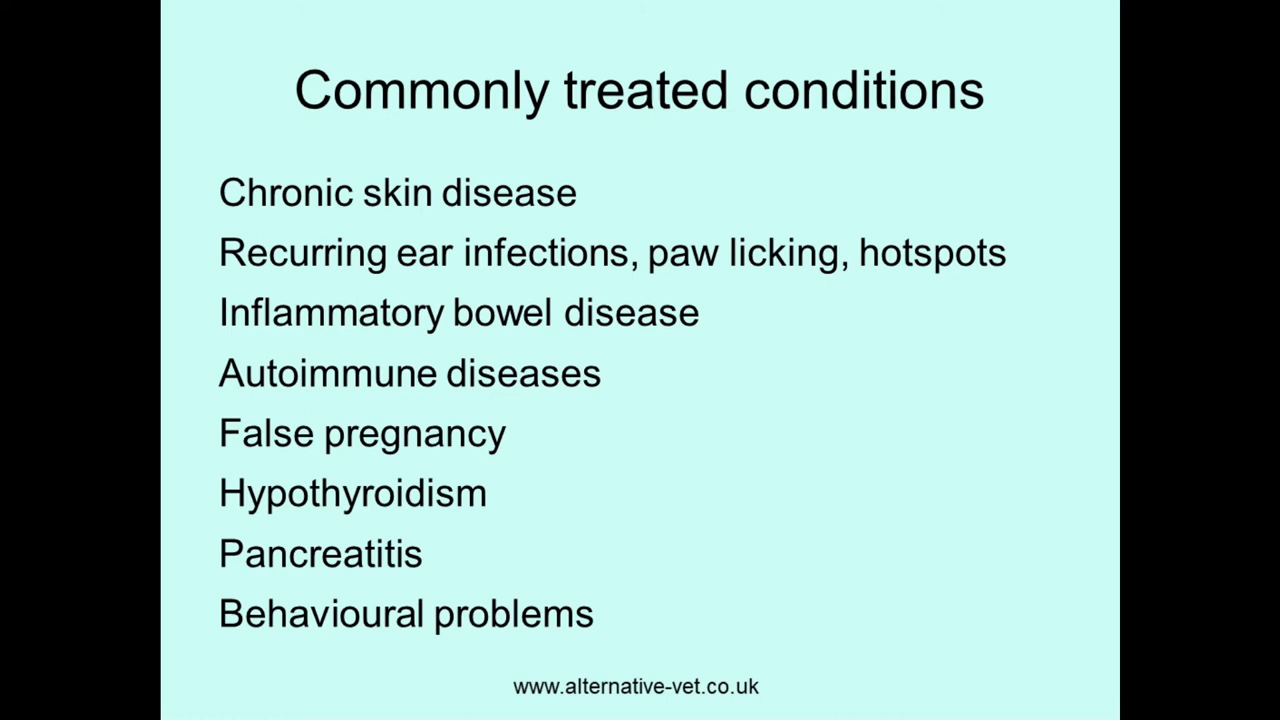 Commonly treated conditions
Chronic skin disease
Recurring ear infections, paw licking, hotspots
Inflammatory bowel disease
Autoimmune diseases
False pregnancy
Hypothyroidism
Pancreatitis
Behavioural problems
www.alternative-vet.co.uk